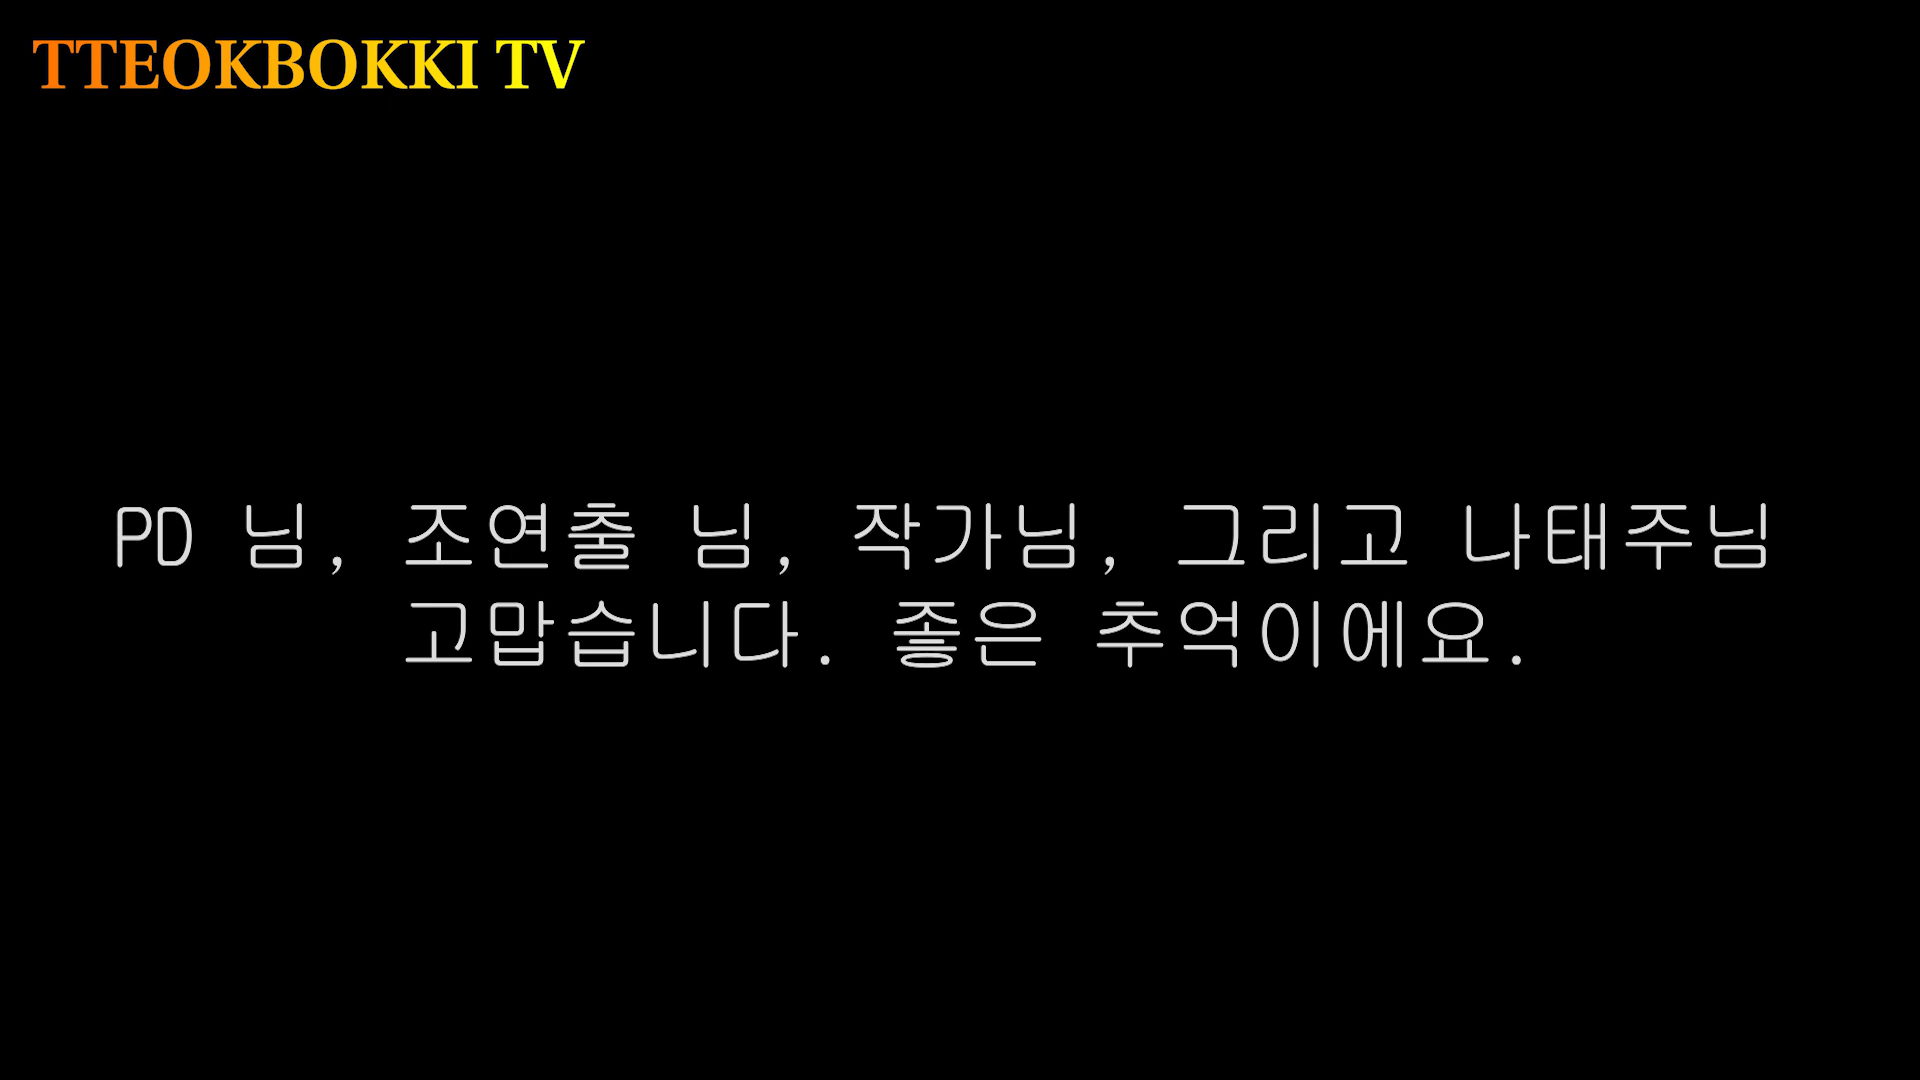 TTEOKBOKKI TV
PD 님, 조연출 님, 작가님, 그리고 나태주님
고맙습니다. 좋은 추억이에요.